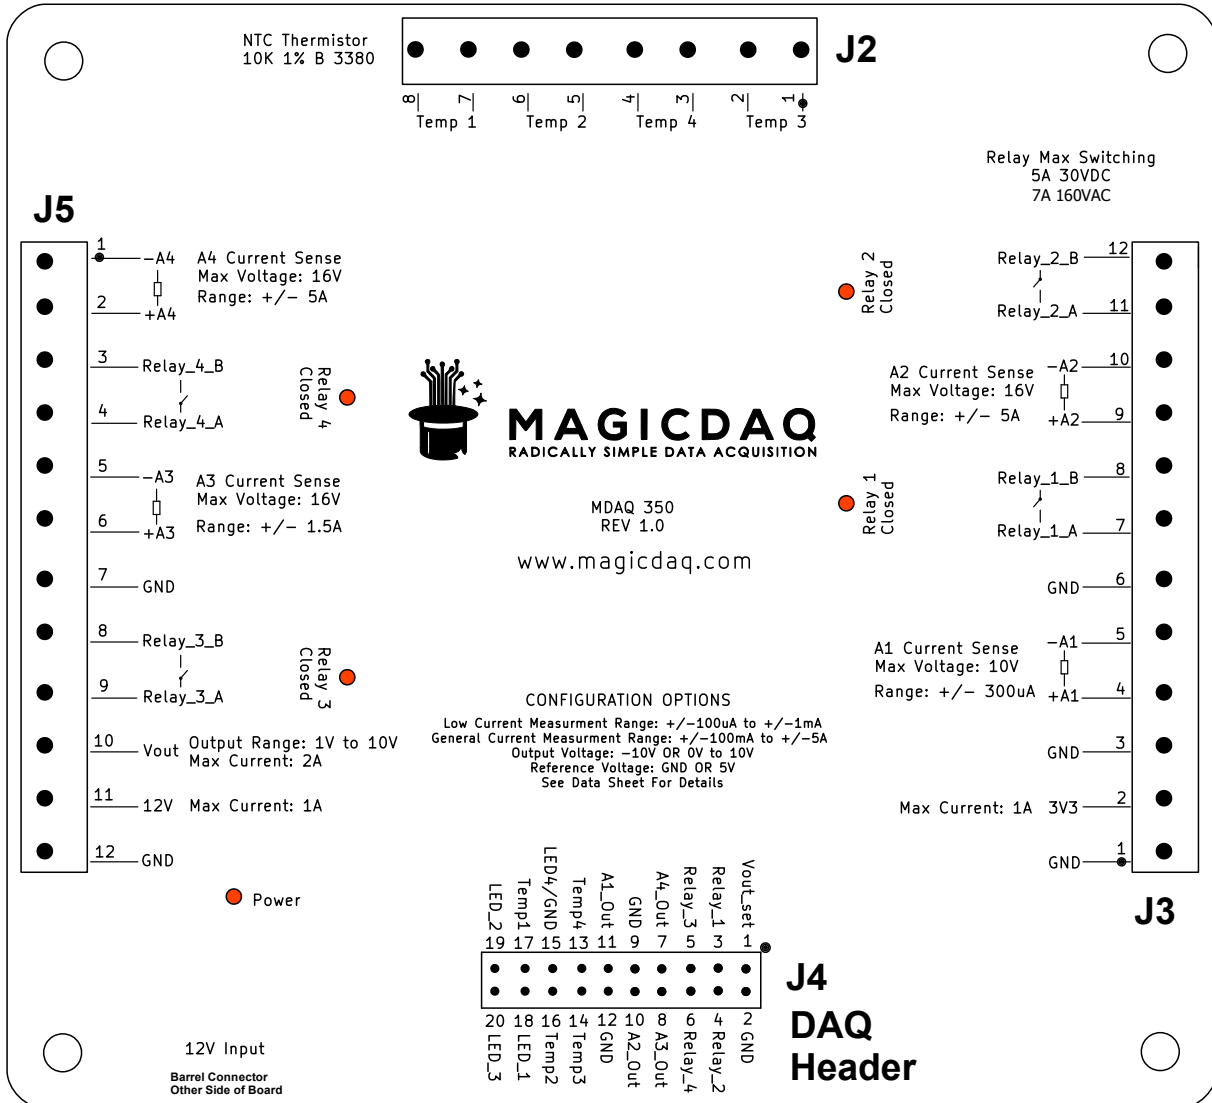 NTC Thermistor
10K 1% B 3380
J2
8 7 6 5 4 3 2 1
Temp 1 Temp 2 Temp 4 Temp 3
Relay Max Switching
5A 30VDC
7A 160VAC
J5
1 -A4
A4 Current Sense
Max Voltage: 16V
Range: +/- 5A
2 +A4
3 Relay_4_B
4 Relay_4_A
Relay 4
Closed
5 -A3
A3 Current Sense
Max Voltage: 16V
Range: +/- 1.5A
6 +A3
7 GND
8 Relay_3_B
9 Relay_3_A
Relay 3
Closed
10 Vout
Output Range: 1V to 10V
Max Current: 2A
11 12V Max Current: 1A
12 GND
Power
MAGICDAQ
RADICALLY SIMPLE DATA ACQUISITION
MDAQ 350
REV 1.0
www.magicdaq.com
CONFIGURATION OPTIONS
Low Current Measurment Range: +/-100uA to +/-1mA
General Current Measurment Range: +/-100mA to +/-5A
Output Voltage: -10V OR 0V to 10V
Reference Voltage: GND OR 5V
See Data Sheet For Details
Relay 2
Closed
Relay_2_B 12
Relay_2_A 11
A2 Current Sense
Max Voltage: 16V
Range: +/- 5A
-A2 10
+A2 9
Relay 1
Closed
Relay_1_B 8
Relay_1_A 7
GND 6
A1 Current Sense
Max Voltage: 10V
Range: +/- 300uA
-A1 5
+A1 4
GND 3
Max Current: 1A 3V3 2
GND 1
J3
LED_2 Temp1 LED4/GND Temp4 A1_Out GND A4_Out Relay_3 Relay_1 Vout_set
19 17 15 13 11 9 7 5 3 1
20 18 16 14 12 10 8 6 4 2
LED_3 LED_1 Temp2 Temp3 GND A2_Out A3_Out Relay_4 Relay_2 GND
J4
DAQ
Header
12V Input
Barrel Connector
Other Side of Board